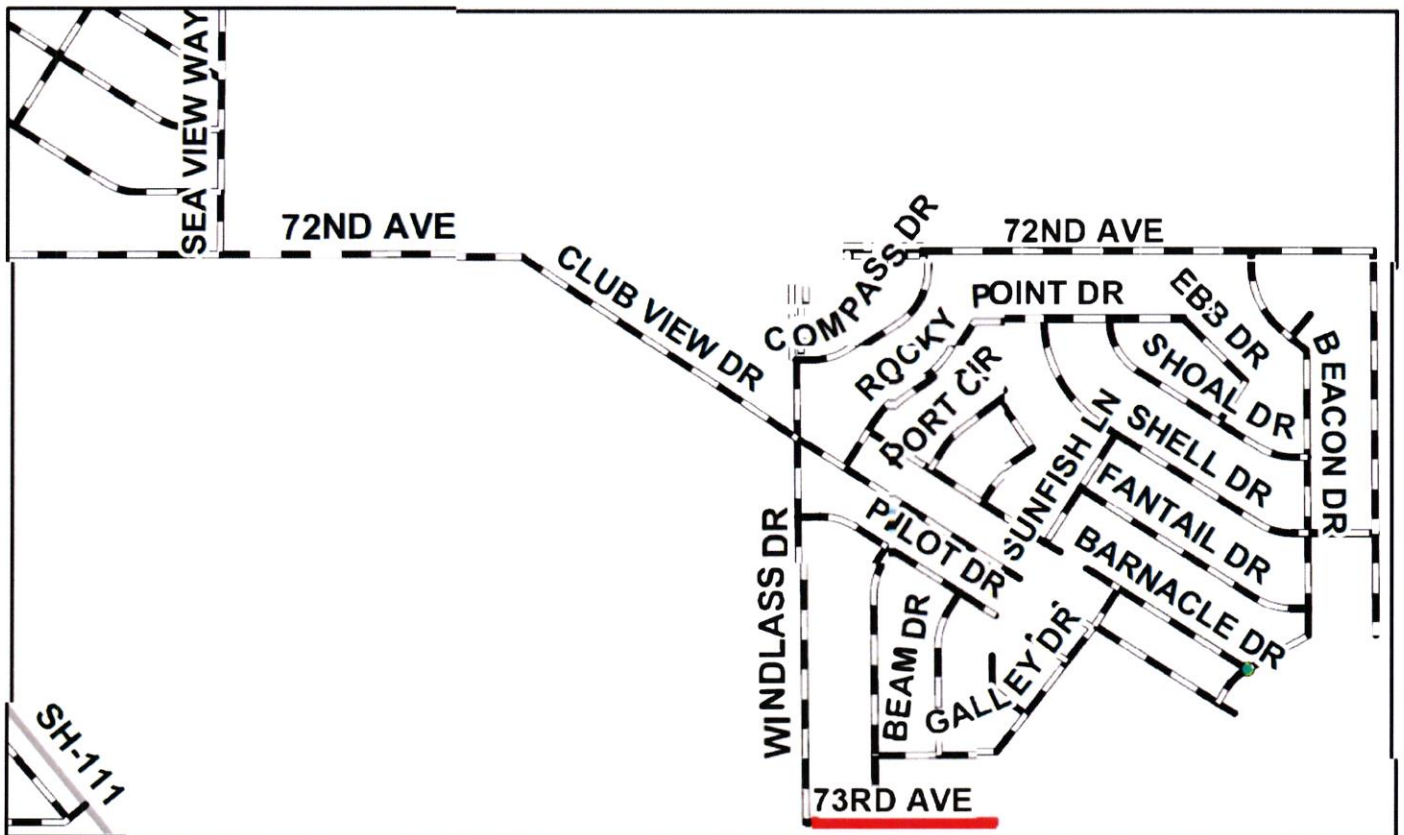 SEA VIEW WAY
72ND AVE
72ND AVE
COMPASS DR
CLUB VIEW DR
ROCKY POINT DR
EBB DR
PORT CIR
SHOAL DR
BEACON DR
SUNFISH LN
SHELL DR
FANTAIL DR
PILOT DR
BARNACLE DR
WINDLASS DR
BEAM DR
GALLEY DR
SH-111
73RD AVE